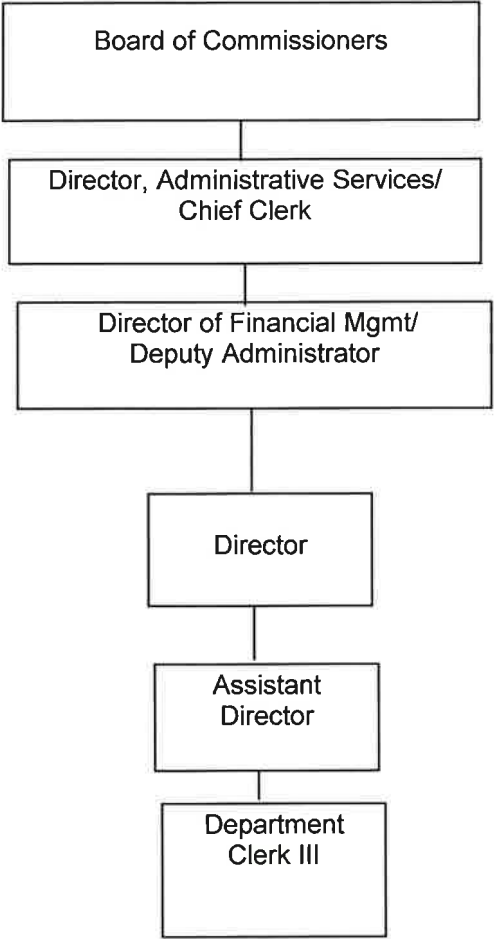 Board of Commissioners
Director, Administrative Services/
Chief Clerk
Director of Financial Mgmt/
Deputy Administrator
Director
Assistant
Director
Department
Clerk III